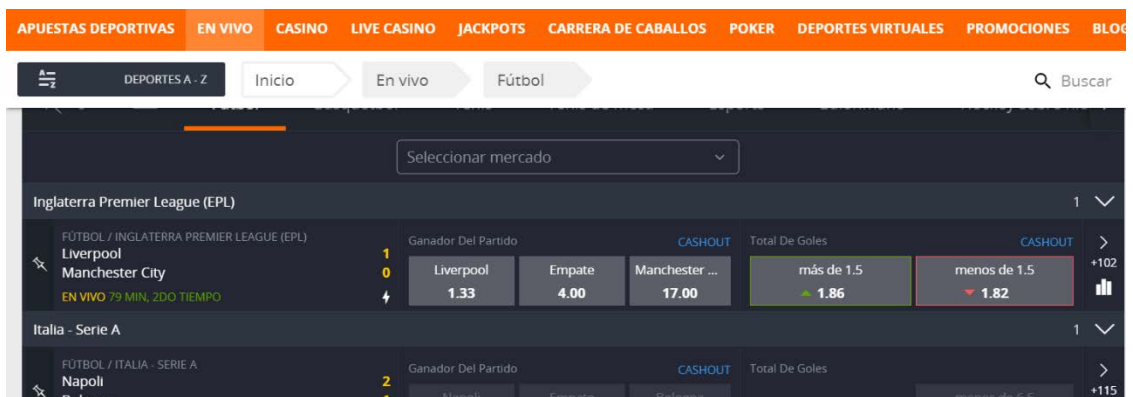 APUESTAS DEPORTIVAS EN VIVO CASINO LIVE CASINO JACKPOTS CARRERA DE CABALLOS POKER DEPORTES VIRTUALES PROMOCIONES BLOG
A-Z DEPORTES A - Z Inicio En vivo Fútbol Buscar
Fútbol
Seleccionar mercado
Inglaterra Premier League (EPL) 1
FÚTBOL / INGLATERRA PREMIER LEAGUE (EPL) Ganador Del Partido CASHOUT Total De Goles CASHOUT
Liverpool 1
Manchester City 0
EN VIVO 79 MIN, 2DO TIEMPO
Liverpool Empate Manchester ... más de 1.5 menos de 1.5 +102
1.33 4.00 17.00 1.86 1.82
Italia - Serie A 1
FÚTBOL / ITALIA - SERIE A Ganador Del Partido CASHOUT Total De Goles
Napoli 2
+115